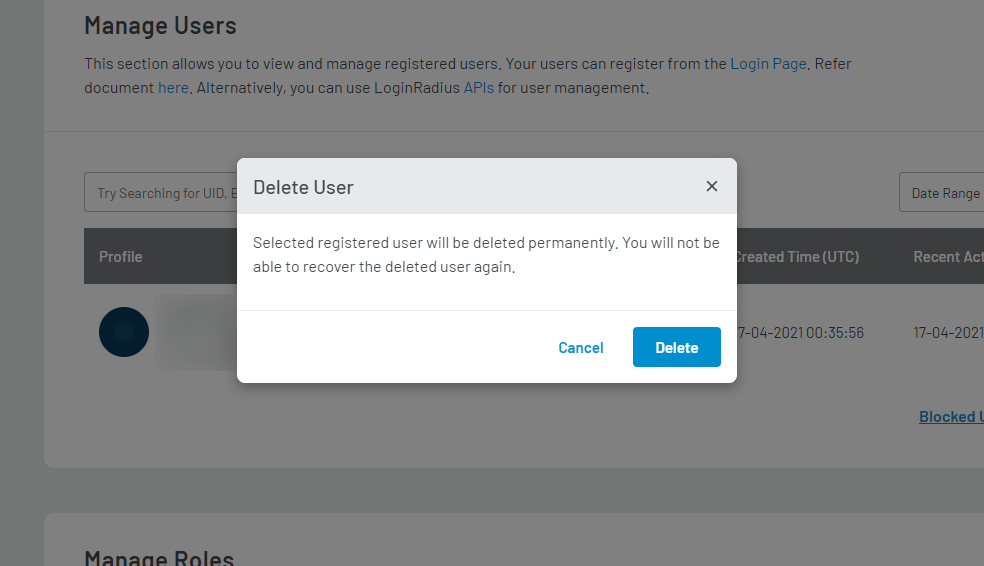 Manage Users
This section allows you to view and manage registered users. Your users can register from the Login Page. Refer
document here. Alternatively, you can use LoginRadius APIs for user management.
Try Searching for UID, E
Date Range
Delete User
Selected registered user will be deleted permanently. You will not be
able to recover the deleted user again.
Cancel
Delete
Profile
Created Time (UTC)
Recent Act
7-04-2021 00:35:56
17-04-2021
Blocked U
Manage Roles